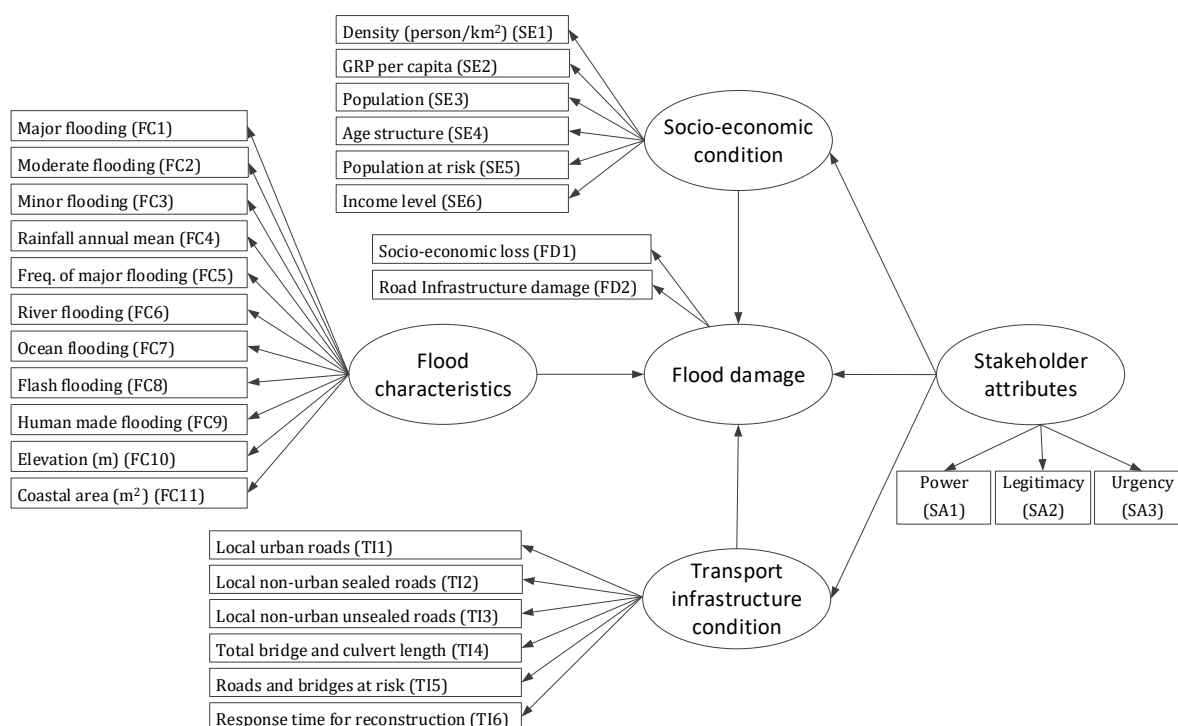 Density (person/km²) (SE1)
GRP per capita (SE2)
Population (SE3)
Age structure (SE4)
Population at risk (SE5)
Income level (SE6)
Socio-economic
condition
Major flooding (FC1)
Moderate flooding (FC2)
Minor flooding (FC3)
Rainfall annual mean (FC4)
Freq. of major flooding (FC5)
River flooding (FC6)
Ocean flooding (FC7)
Flash flooding (FC8)
Human made flooding (FC9)
Elevation (m) (FC10)
Coastal area (m²) (FC11)
Socio-economic loss (FD1)
Road Infrastructure damage (FD2)
Flood
characteristics
Flood damage
Stakeholder
attributes
Power
(SA1)
Legitimacy
(SA2)
Urgency
(SA3)
Local urban roads (TI1)
Local non-urban sealed roads (TI2)
Local non-urban unsealed roads (TI3)
Total bridge and culvert length (TI4)
Roads and bridges at risk (TI5)
Response time for reconstruction (TI6)
Transport
infrastructure
condition